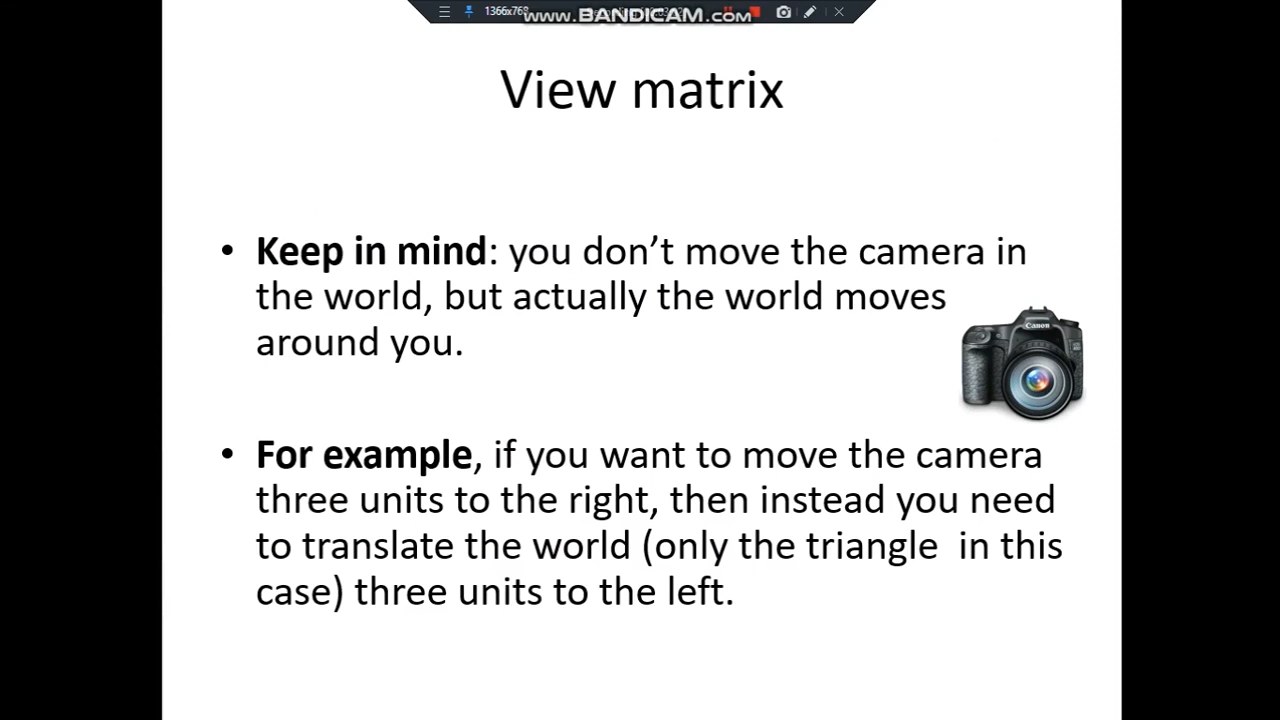 1366x768
www.BANDICAM.com
View matrix
• Keep in mind: you don’t move the camera in
the world, but actually the world moves
around you.
Canon
• For example, if you want to move the camera
three units to the right, then instead you need
to translate the world (only the triangle  in this
case) three units to the left.